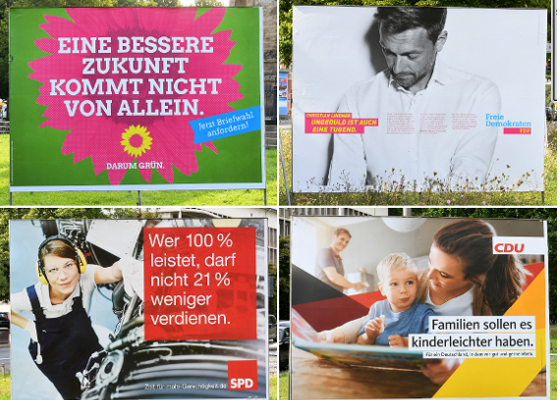 EINE BESSERE
ZUKUNFT
KOMMT NICHT
VON ALLEIN.
Jetzt Briefwahl
anfordern!
DARUM GRÜN.
CHRISTIAN LINDNER
UNGEDULD IST AUCH
EINE TUGEND.
Freie
Demokraten
FDP
Wer 100 %
leistet, darf
nicht 21 %
weniger
verdienen.
Zeit für mehr Gerechtigkeit.
SPD
CDU
Familien sollen es
kinderleichter haben.
Für ein Deutschland, in dem wir gut und gerne leben.